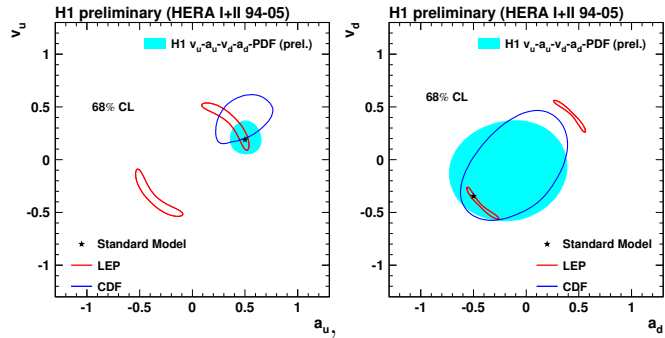 H1 preliminary (HERA I+II 94-05)
v_u
H1 v_u-a_u-v_d-a_d-PDF (prel.)
68% CL
1
0.5
0
-0.5
-1
Standard Model
LEP
CDF
-1 -0.5 0 0.5 1
a_u,
H1 preliminary (HERA I+II 94-05)
v_d
H1 v_u-a_u-v_d-a_d-PDF (prel.)
68% CL
1
0.5
0
-0.5
-1
Standard Model
LEP
CDF
-1 -0.5 0 0.5 1
a_d